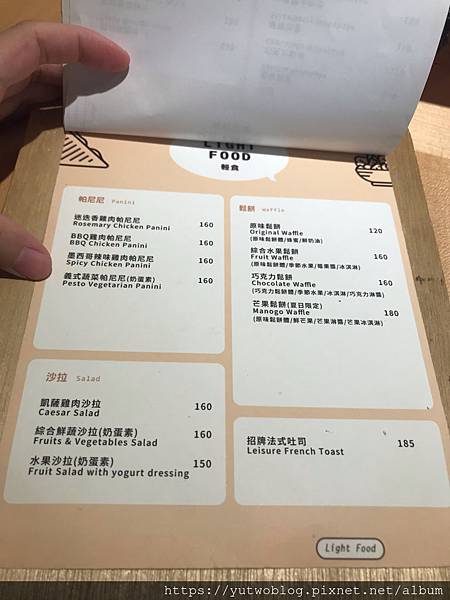 LIGHT
FOOD
輕食
帕尼尼 Panini
迷迭香雞肉帕尼尼 160
Rosemary Chicken Panini
BBQ雞肉帕尼尼 160
BBQ Chicken Panini
墨西哥辣味雞肉帕尼尼 160
Spicy Chicken Panini
義式蔬菜帕尼尼(奶蛋素) 160
Pesto Vegetarian Panini
沙拉 Salad
凱薩雞肉沙拉 160
Caesar Salad
綜合鮮蔬沙拉(奶蛋素) 160
Fruits & Vegetables Salad
水果沙拉(奶蛋素) 150
Fruit Salad with yogurt dressing
鬆餅 Waffle
原味鬆餅 120
Original Waffle
(原味鬆餅體/蜂蜜/鮮奶油)
綜合水果鬆餅 160
Fruit Waffle
(原味鬆餅體/季節水果/莓果醬/冰淇淋)
巧克力鬆餅 160
Chocolate Waffle
(巧克力鬆餅體/季節水果/冰淇淋/巧克力淋醬)
芒果鬆餅(夏日限定) 180
Manogo Waffle
(原味鬆餅體/鮮芒果/芒果淋醬/芒果冰淇淋)
招牌法式吐司 185
Leisure French Toast
Light Food
https://yutwoblog.pixnet.net/album